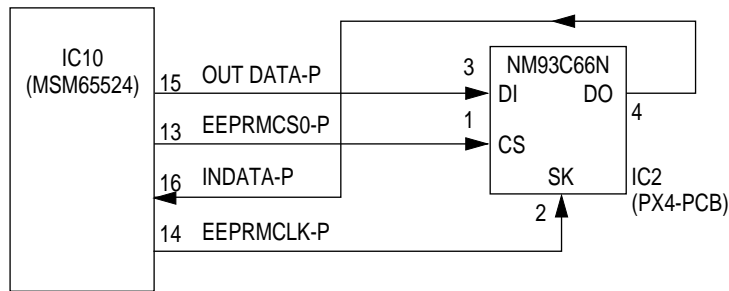 IC10
(MSM65524)
15 OUT DATA-P
13 EEPRMCS0-P
16 INDATA-P
14 EEPRMCLK-P
3
1
NM93C66N
DI DO
CS
SK
4
2
IC2
(PX4-PCB)